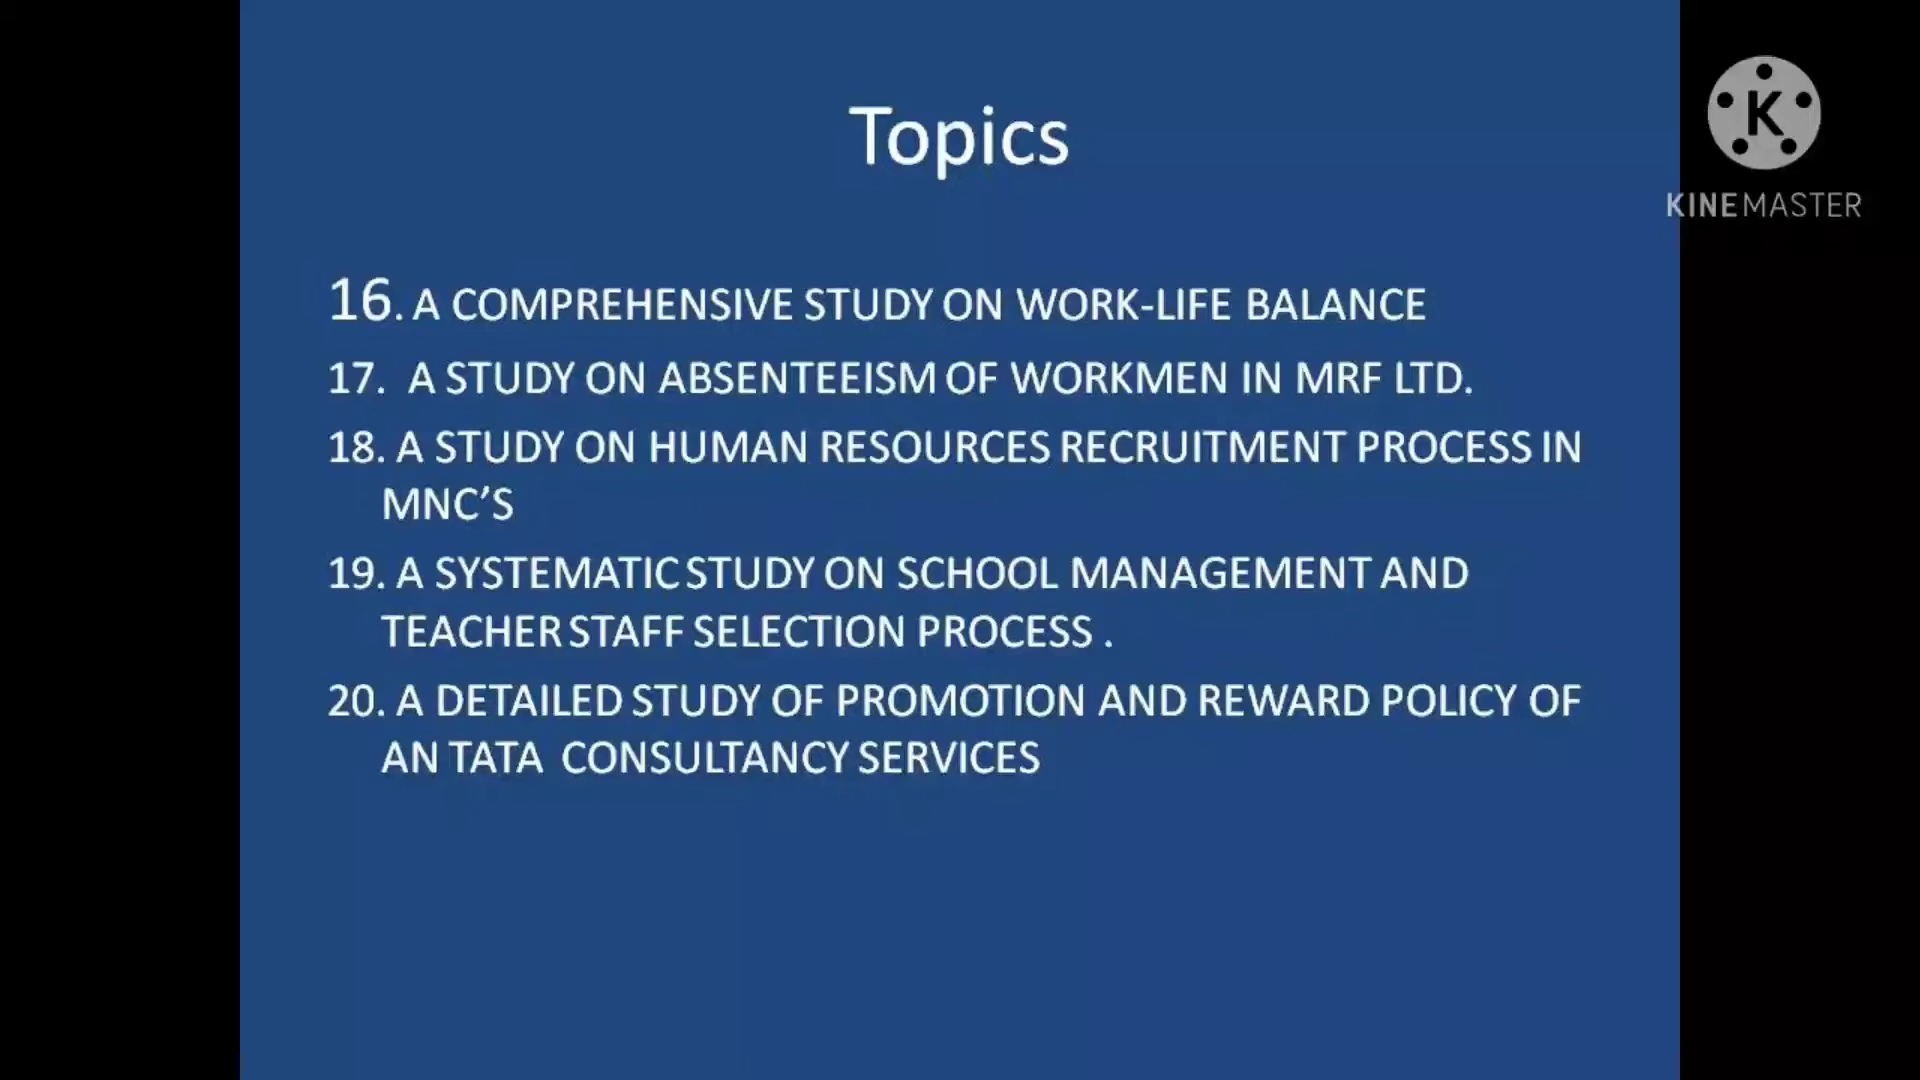 Topics
K
KINEMASTER
16. A COMPREHENSIVE STUDY ON WORK-LIFE BALANCE
17. A STUDY ON ABSENTEEISM OF WORKMEN IN MRF LTD.
18. A STUDY ON HUMAN RESOURCES RECRUITMENT PROCESS IN
MNC’S
19. A SYSTEMATIC STUDY ON SCHOOL MANAGEMENT AND
TEACHER STAFF SELECTION PROCESS .
20. A DETAILED STUDY OF PROMOTION AND REWARD POLICY OF
AN TATA CONSULTANCY SERVICES